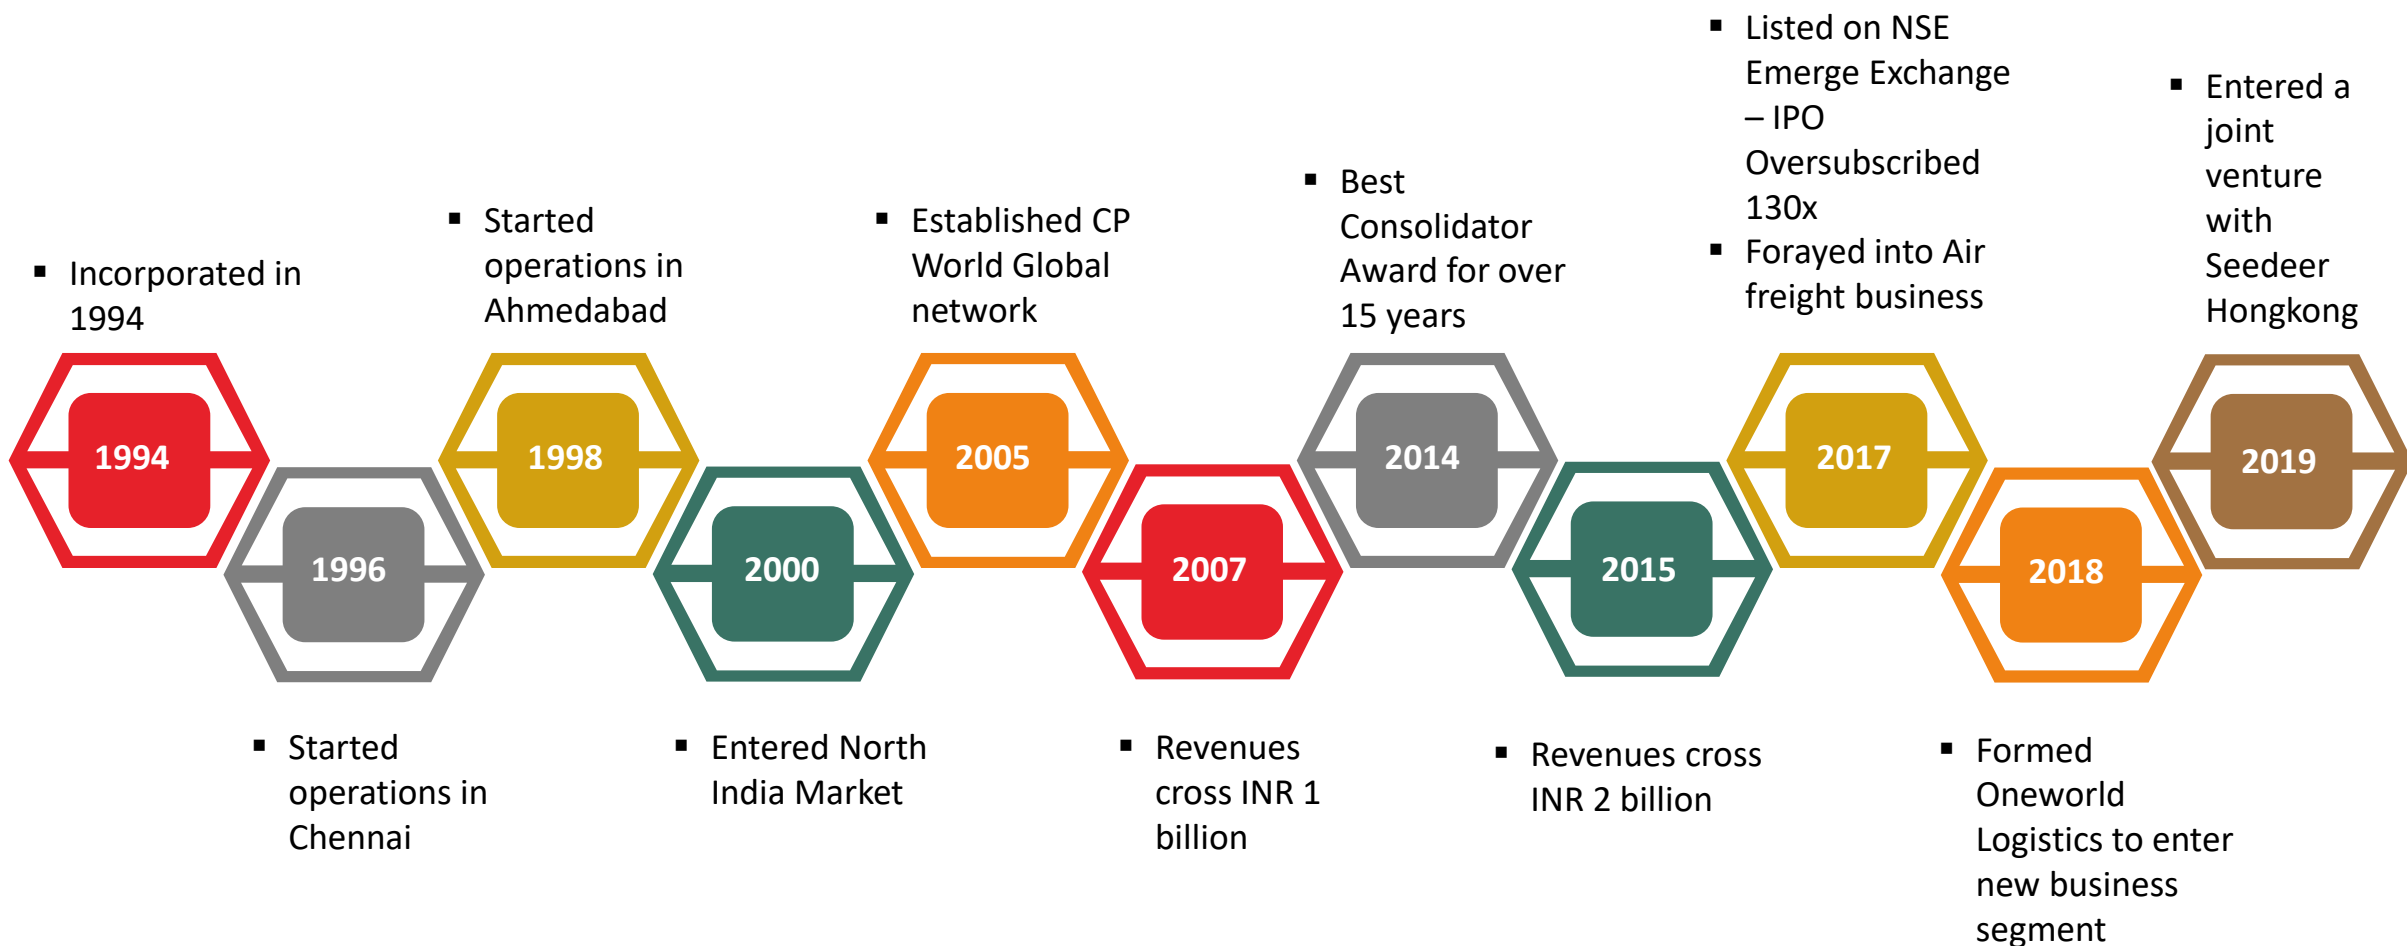 ▪ Incorporated in
1994
1994
1996
▪ Started
operations in
Chennai
▪ Started
operations in
Ahmedabad
1998
2000
▪ Entered North
India Market
▪ Established CP
World Global
network
2005
2007
▪ Revenues
cross INR 1
billion
▪ Best
Consolidator
Award for over
15 years
2014
2015
▪ Revenues cross
INR 2 billion
▪ Listed on NSE
Emerge Exchange
– IPO
Oversubscribed
130x
▪ Forayed into Air
freight business
2017
2018
▪ Formed
Oneworld
Logistics to enter
new business
segment
▪ Entered a
joint
venture
with
Seedeer
Hongkong
2019